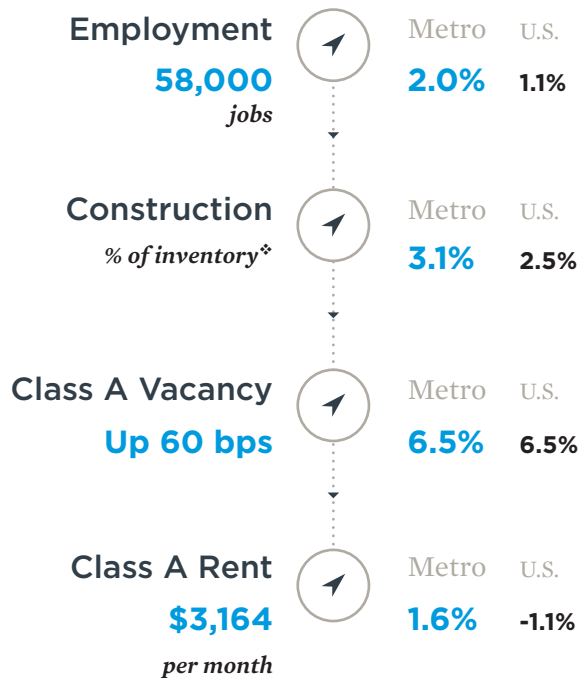 Employment Metro U.S.
58,000 2.0% 1.1%
jobs
Construction Metro U.S.
% of inventory❖ 3.1% 2.5%
Class A Vacancy Metro U.S.
Up 60 bps 6.5% 6.5%
Class A Rent Metro U.S.
$3,164 1.6% -1.1%
per month